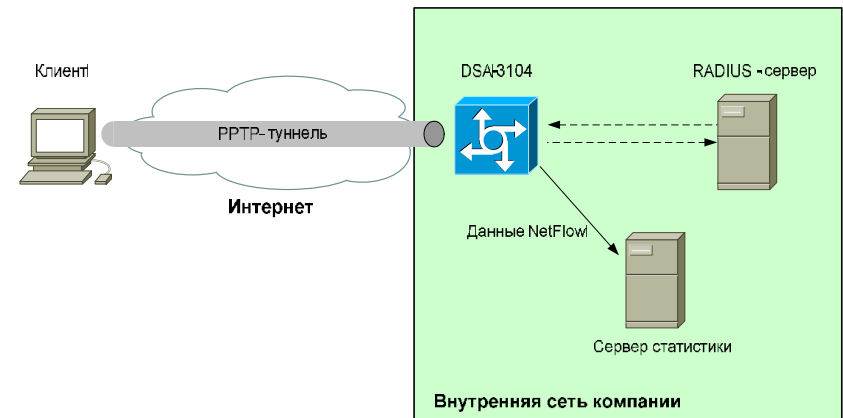 Клиент
DSA-3104
RADIUS - сервер
PPTP- туннель
Интернет
Данные NetFlow
Сервер статистики
Внутренняя сеть компании